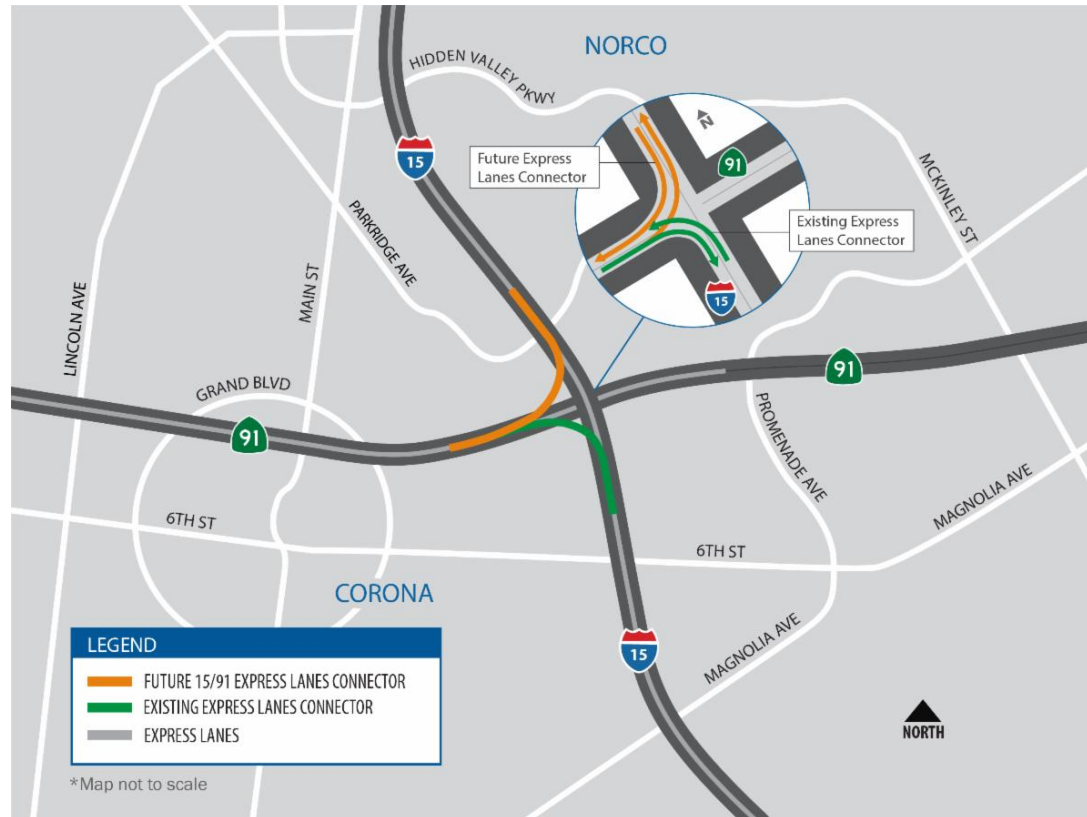 NORCO
HIDDEN VALLEY PKWY
15
N
91
Future Express
Lanes Connector
MCKINLEY ST
Existing Express
Lanes Connector
15
PARKRIDGE AVE
MAIN ST
LINCOLN AVE
GRAND BLVD
91
91
PROMENADE AVE
MAGNOLIA AVE
6TH ST
6TH ST
CORONA
15
MAGNOLIA AVE
LEGEND
FUTURE 15/91 EXPRESS LANES CONNECTOR
EXISTING EXPRESS LANES CONNECTOR
EXPRESS LANES
NORTH
*Map not to scale